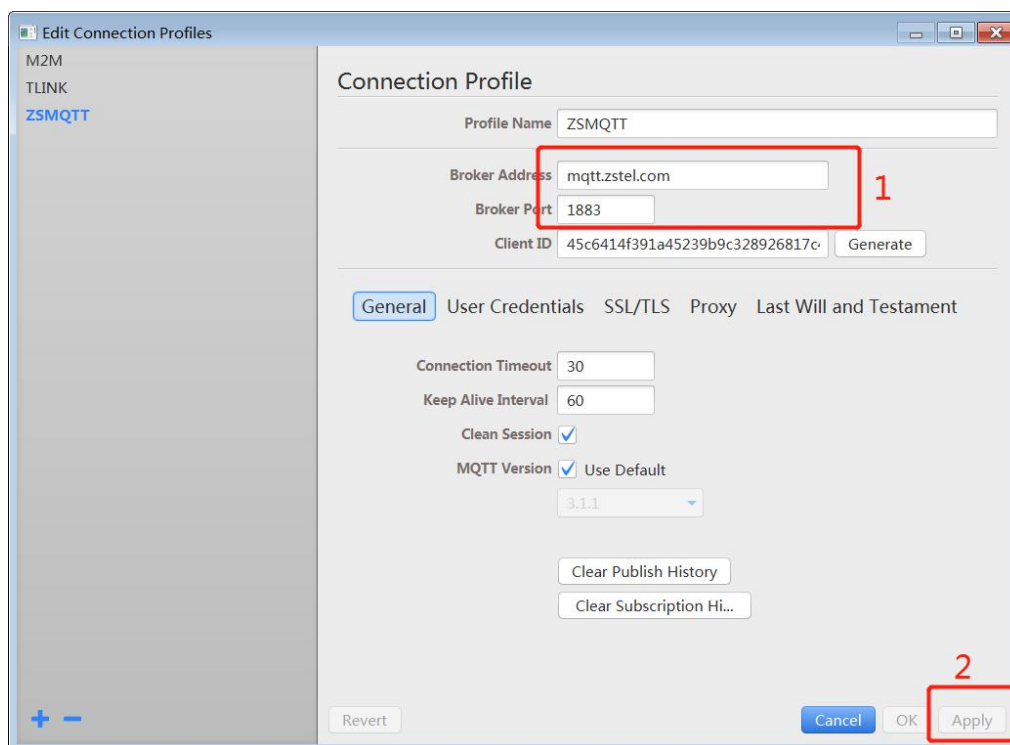 Edit Connection Profiles
M2M
TLINK
ZSMQTT
Connection Profile
Profile Name ZSMQTT
Broker Address mqtt.zstel.com
1
Broker Port 1883
Client ID 45c6414f391a45239b9c328926817c Generate
General User Credentials SSL/TLS Proxy Last Will and Testament
Connection Timeout 30
Keep Alive Interval 60
Clean Session
MQTT Version Use Default
3.1.1
Clear Publish History
Clear Subscription Hi...
2
Revert Cancel OK Apply